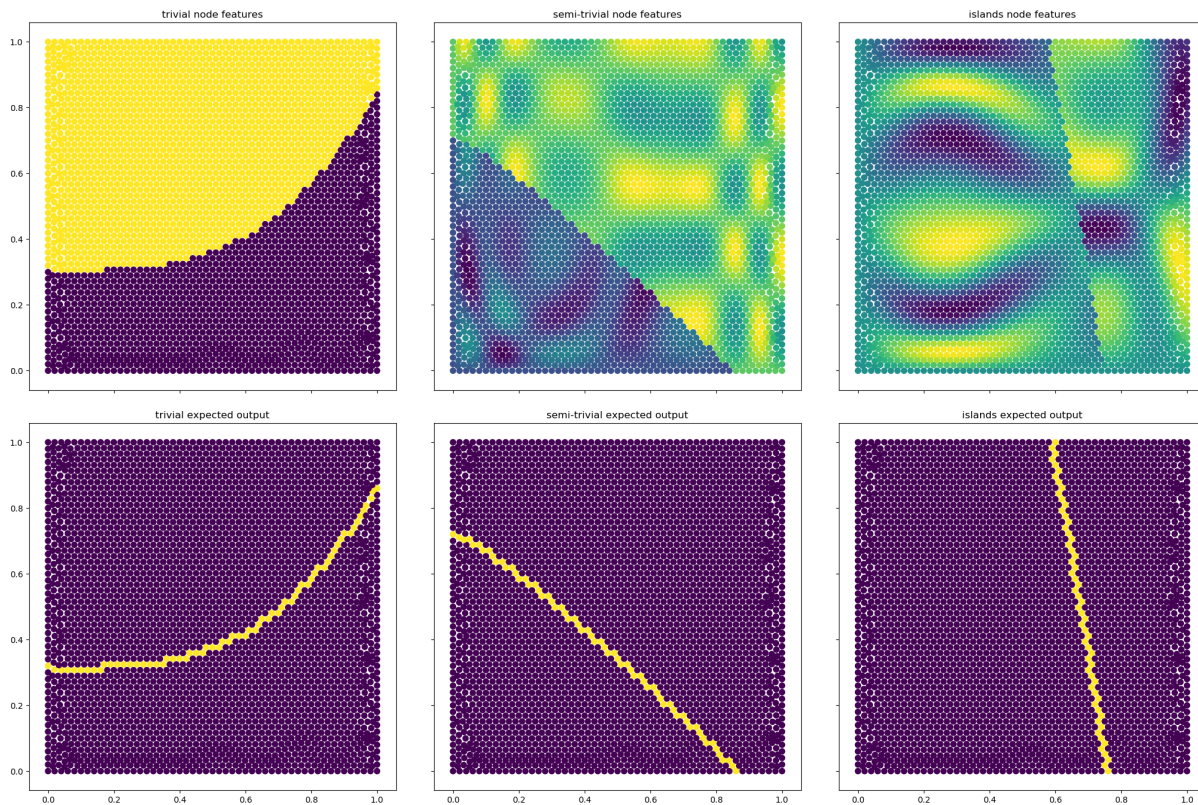 trivial node features
semi-trivial node features
islands node features
1.0
0.8
0.6
0.4
0.2
0.0
trivial expected output
semi-trivial expected output
islands expected output
1.0
0.8
0.6
0.4
0.2
0.0
0.0 0.2 0.4 0.6 0.8 1.0
0.0 0.2 0.4 0.6 0.8 1.0
0.0 0.2 0.4 0.6 0.8 1.0